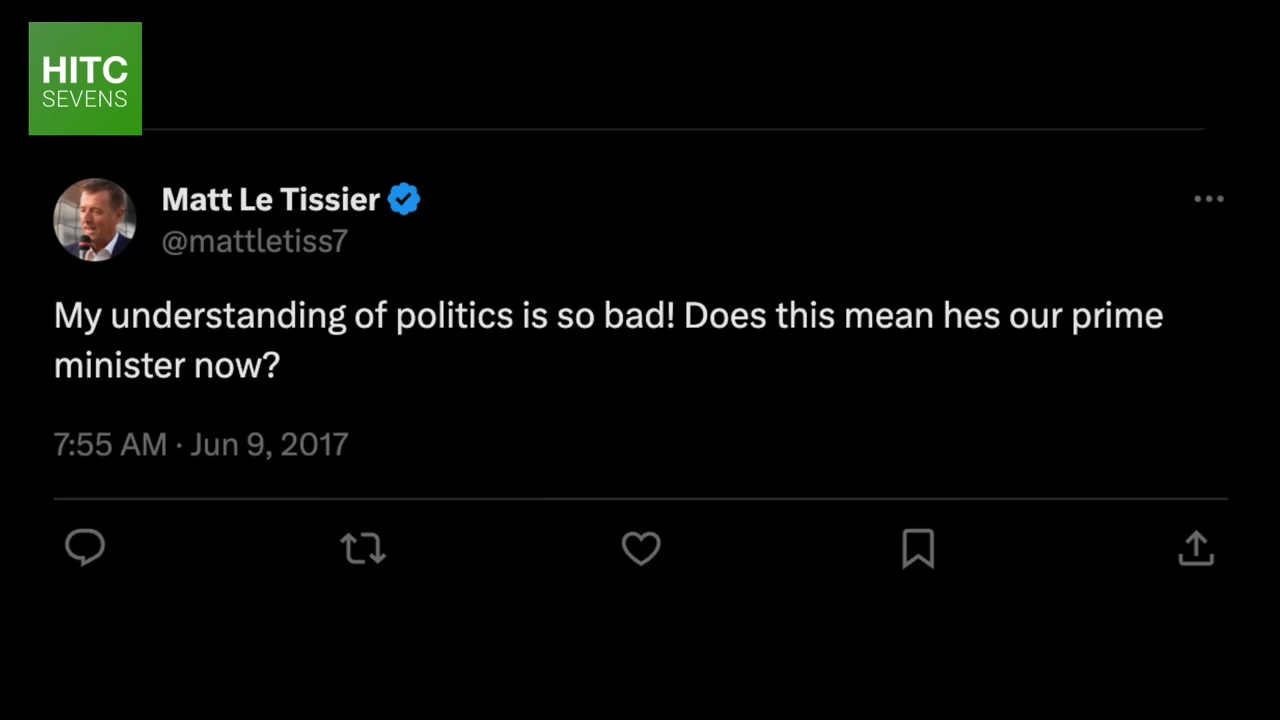 HITC
SEVENS
Matt Le Tissier
@mattletiss7
My understanding of politics is so bad! Does this mean hes our prime
minister now?
7:55 AM · Jun 9, 2017